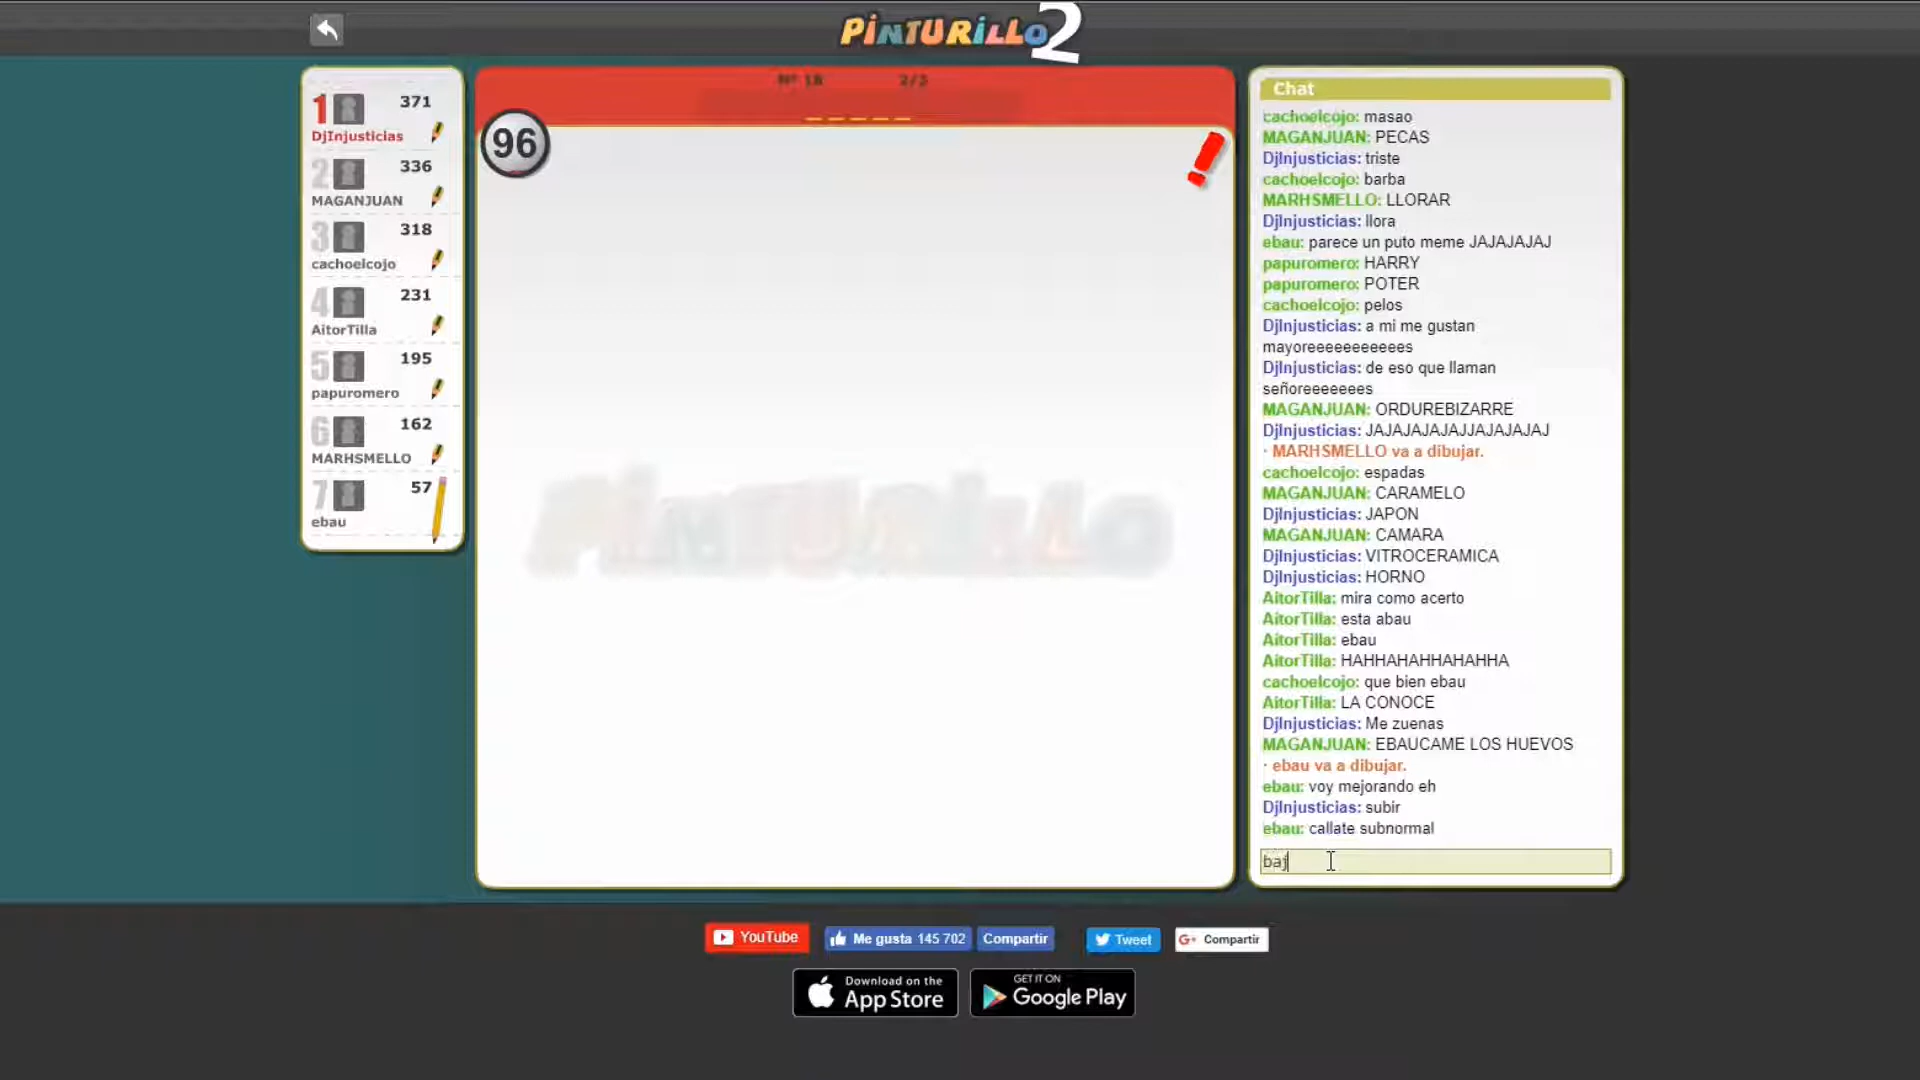 PINTURILLO 2
1 371
DjInjusticias
2 336
MAGANJUAN
3 318
cachoelcojo
4 231
AitorTilla
5 195
papuromero
6 162
MARHSMELLO
7 57
ebau
Nº 18 2/3
_ _ _ _ _
96
PINTURILLO
Chat
cachoelcojo: masao
MAGANJUAN: PECAS
DjInjusticias: triste
cachoelcojo: barba
MARHSMELLO: LLORAR
DjInjusticias: llora
ebau: parece un puto meme JAJAJAJAJ
papuromero: HARRY
papuromero: POTER
cachoelcojo: pelos
DjInjusticias: a mi me gustan
mayoreeeeeeeeeees
DjInjusticias: de eso que llaman
señoreeeeeees
MAGANJUAN: ORDUREBIZARRE
DjInjusticias: JAJAJAJAJAJJAJAJAJAJ
· MARHSMELLO va a dibujar.
cachoelcojo: espadas
MAGANJUAN: CARAMELO
DjInjusticias: JAPON
MAGANJUAN: CAMARA
DjInjusticias: VITROCERAMICA
DjInjusticias: HORNO
AitorTilla: mira como acerto
AitorTilla: esta abau
AitorTilla: ebau
AitorTilla: HAHHAHAHHAHAHHA
cachoelcojo: que bien ebau
AitorTilla: LA CONOCE
DjInjusticias: Me zuenas
MAGANJUAN: EBAUCAME LOS HUEVOS
· ebau va a dibujar.
ebau: voy mejorando eh
DjInjusticias: subir
ebau: callate subnormal
baj
YouTube
Me gusta 145 702
Compartir
Tweet
G+ Compartir
Download on the
App Store
GET IT ON
Google Play